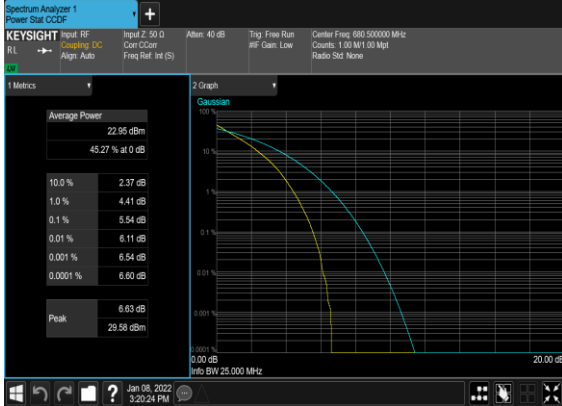 Spectrum Analyzer 1
Power Stat CCDF
+
KEYSIGHT
RL
LV
Input: RF
Coupling: DC
Align: Auto
Input Z: 50 Ω
Corr CCorr
Freq Ref: Int (S)
Atten: 40 dB
Trig: Free Run
#IF Gain: Low
Center Freq: 680.500000 MHz
Counts: 1.00 M/1.00 Mpt
Radio Std: None
1 Metrics
Average Power
22.95 dBm
45.27 % at 0 dB
10.0 % 2.37 dB
1.0 % 4.41 dB
0.1 % 5.54 dB
0.01 % 6.11 dB
0.001 % 6.54 dB
0.0001 % 6.60 dB
Peak
6.63 dB
29.58 dBm
2 Graph
Gaussian
100 %
10 %
1 %
0.1 %
0.01 %
0.001 %
0.0001 %
0.00 dB
20.00 dB
Info BW 25.000 MHz
?
Jan 08, 2022
3:20:24 PM